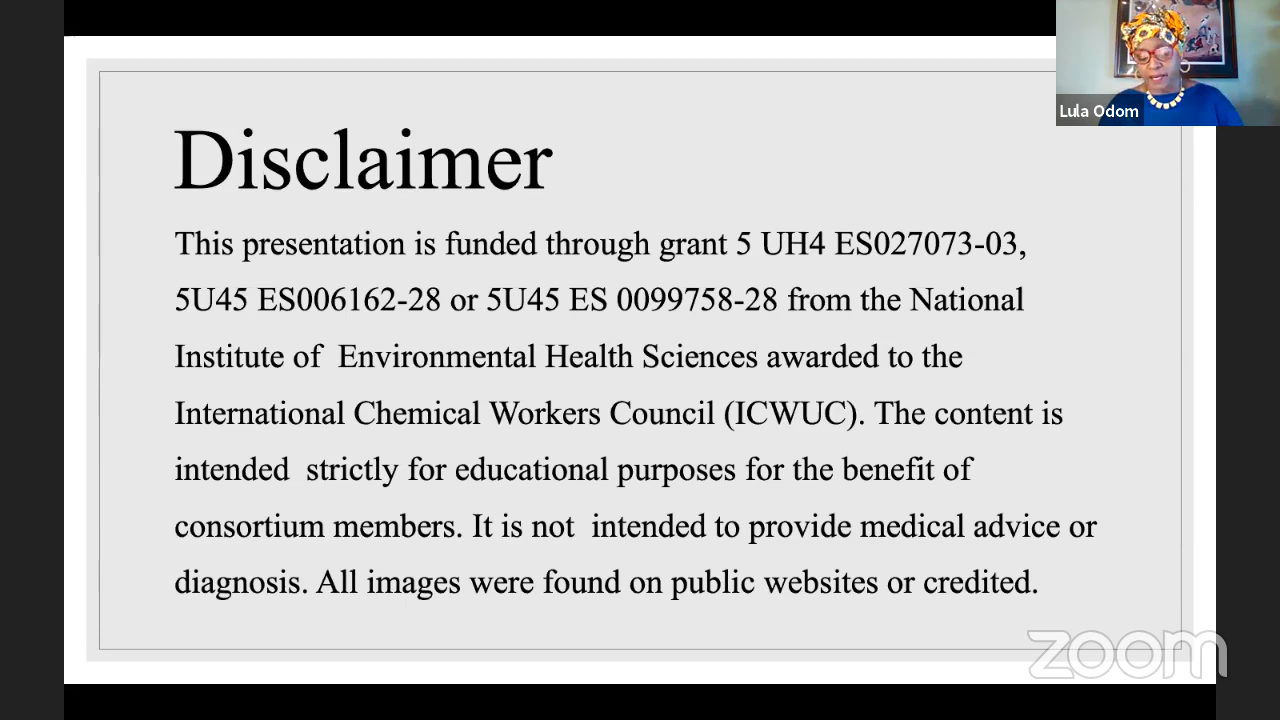 Lula Odom
Disclaimer
This presentation is funded through grant 5 UH4 ES027073-03,
5U45 ES006162-28 or 5U45 ES 0099758-28 from the National
Institute of Environmental Health Sciences awarded to the
International Chemical Workers Council (ICWUC). The content is
intended strictly for educational purposes for the benefit of
consortium members. It is not intended to provide medical advice or
diagnosis. All images were found on public websites or credited.
zoom